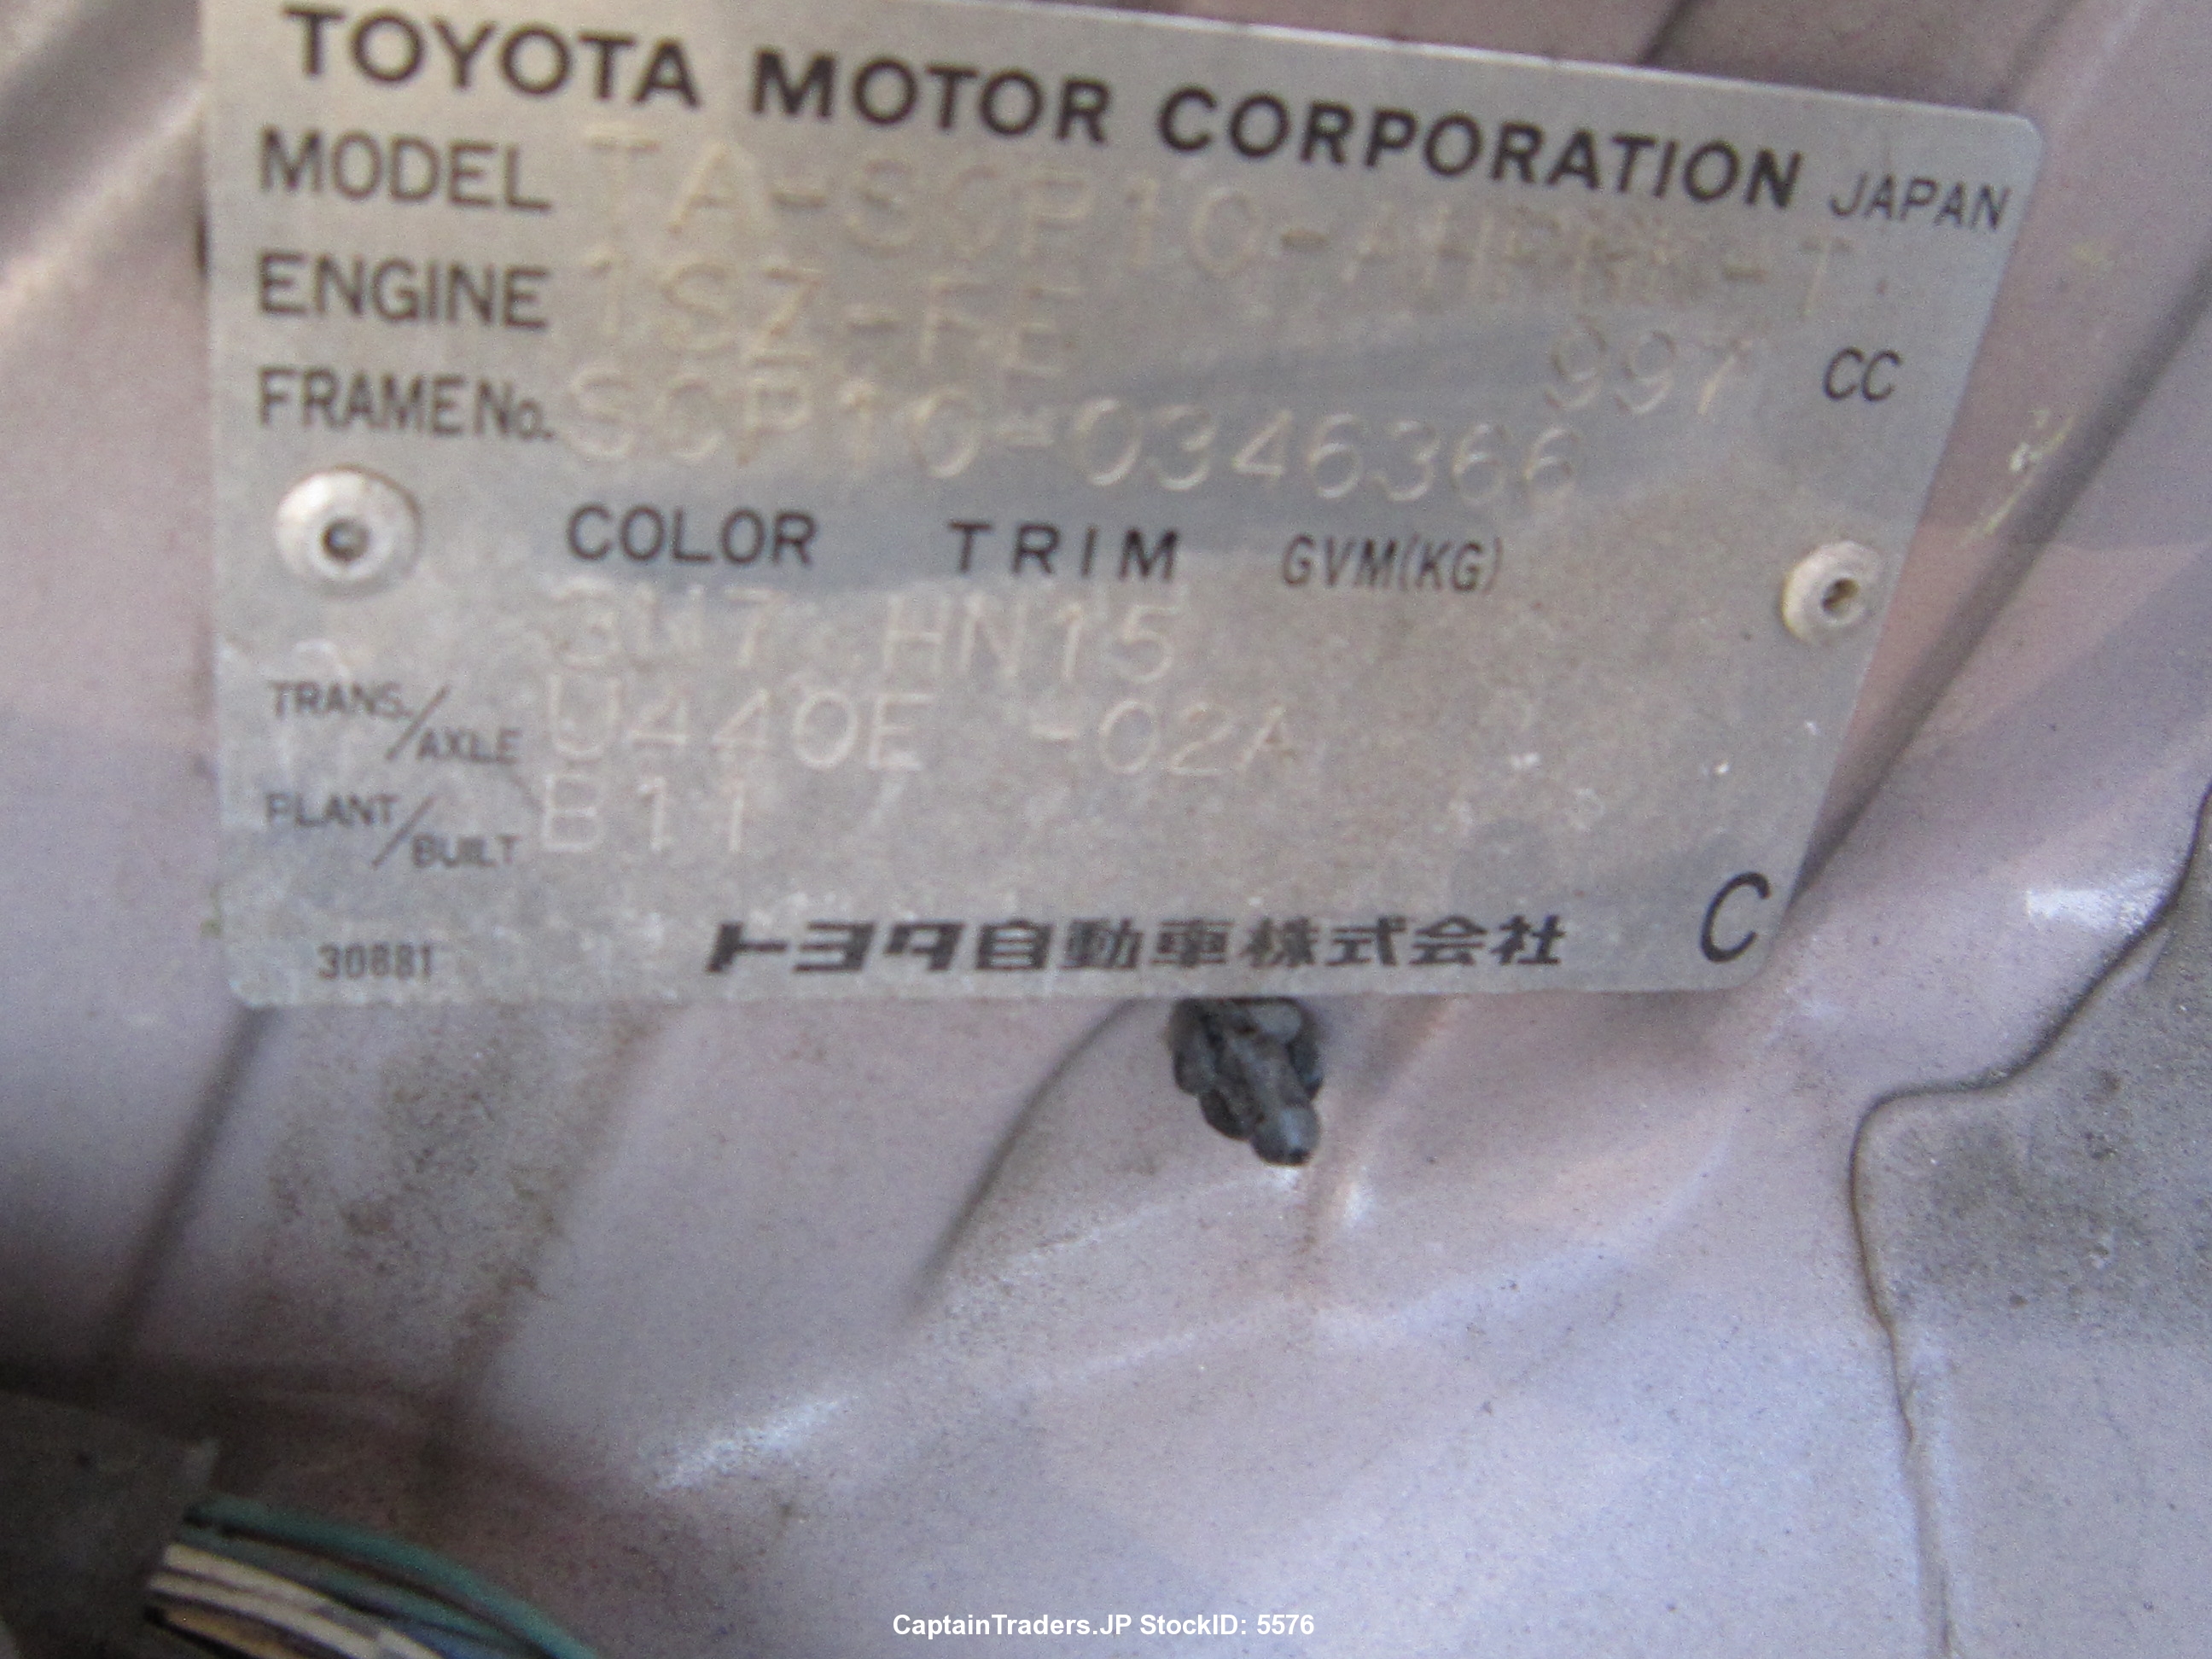 TOYOTA MOTOR CORPORATION JAPAN
MODEL
ENGINE 1SZ-FE 997 CC
FRAME No. SCP10-0346366
COLOR TRIM GVM(KG)
HN15
TRANS./AXLE U440E -02A
PLANT/BUILT B11
30881 トヨタ自動車株式会社 C
CaptainTraders.JP StockID: 5576